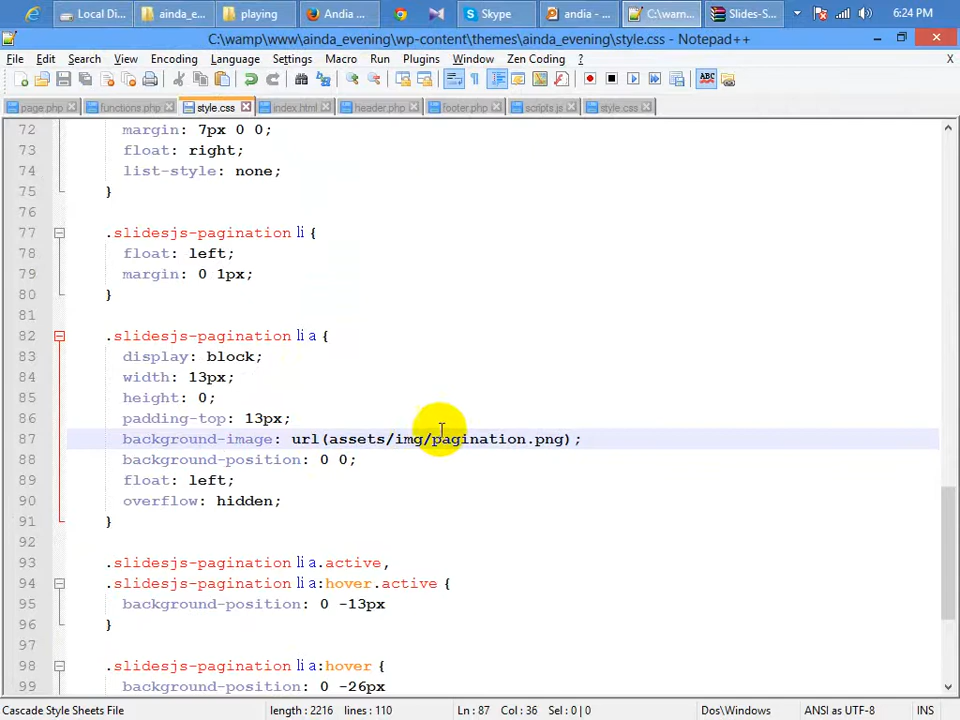 Local Di...
ainda_e...
playing
Andia ...
Skype
andia - ...
C:\wam...
Slides-S...
6:24 PM
C:\wamp\www\ainda_evening\wp-content\themes\ainda_evening\style.css - Notepad++
File Edit Search View Encoding Language Settings Macro Run Plugins Window Zen Coding ? X
page.php functions.php style.css index.html header.php footer.php scripts.js style.css
72 margin: 7px 0 0;
73 float: right;
74 list-style: none;
75 }
76
77 .slidesjs-pagination li {
78 float: left;
79 margin: 0 1px;
80 }
81
82 .slidesjs-pagination li a {
83 display: block;
84 width: 13px;
85 height: 0;
86 padding-top: 13px;
87 background-image: url(assets/img/pagination.png);
88 background-position: 0 0;
89 float: left;
90 overflow: hidden;
91 }
92
93 .slidesjs-pagination li a.active,
94 .slidesjs-pagination li a:hover.active {
95 background-position: 0 -13px
96 }
97
98 .slidesjs-pagination li a:hover {
99 background-position: 0 -26px
Cascade Style Sheets File length : 2216 lines : 110 Ln : 87 Col : 36 Sel : 0 | 0 Dos\Windows ANSI as UTF-8 INS